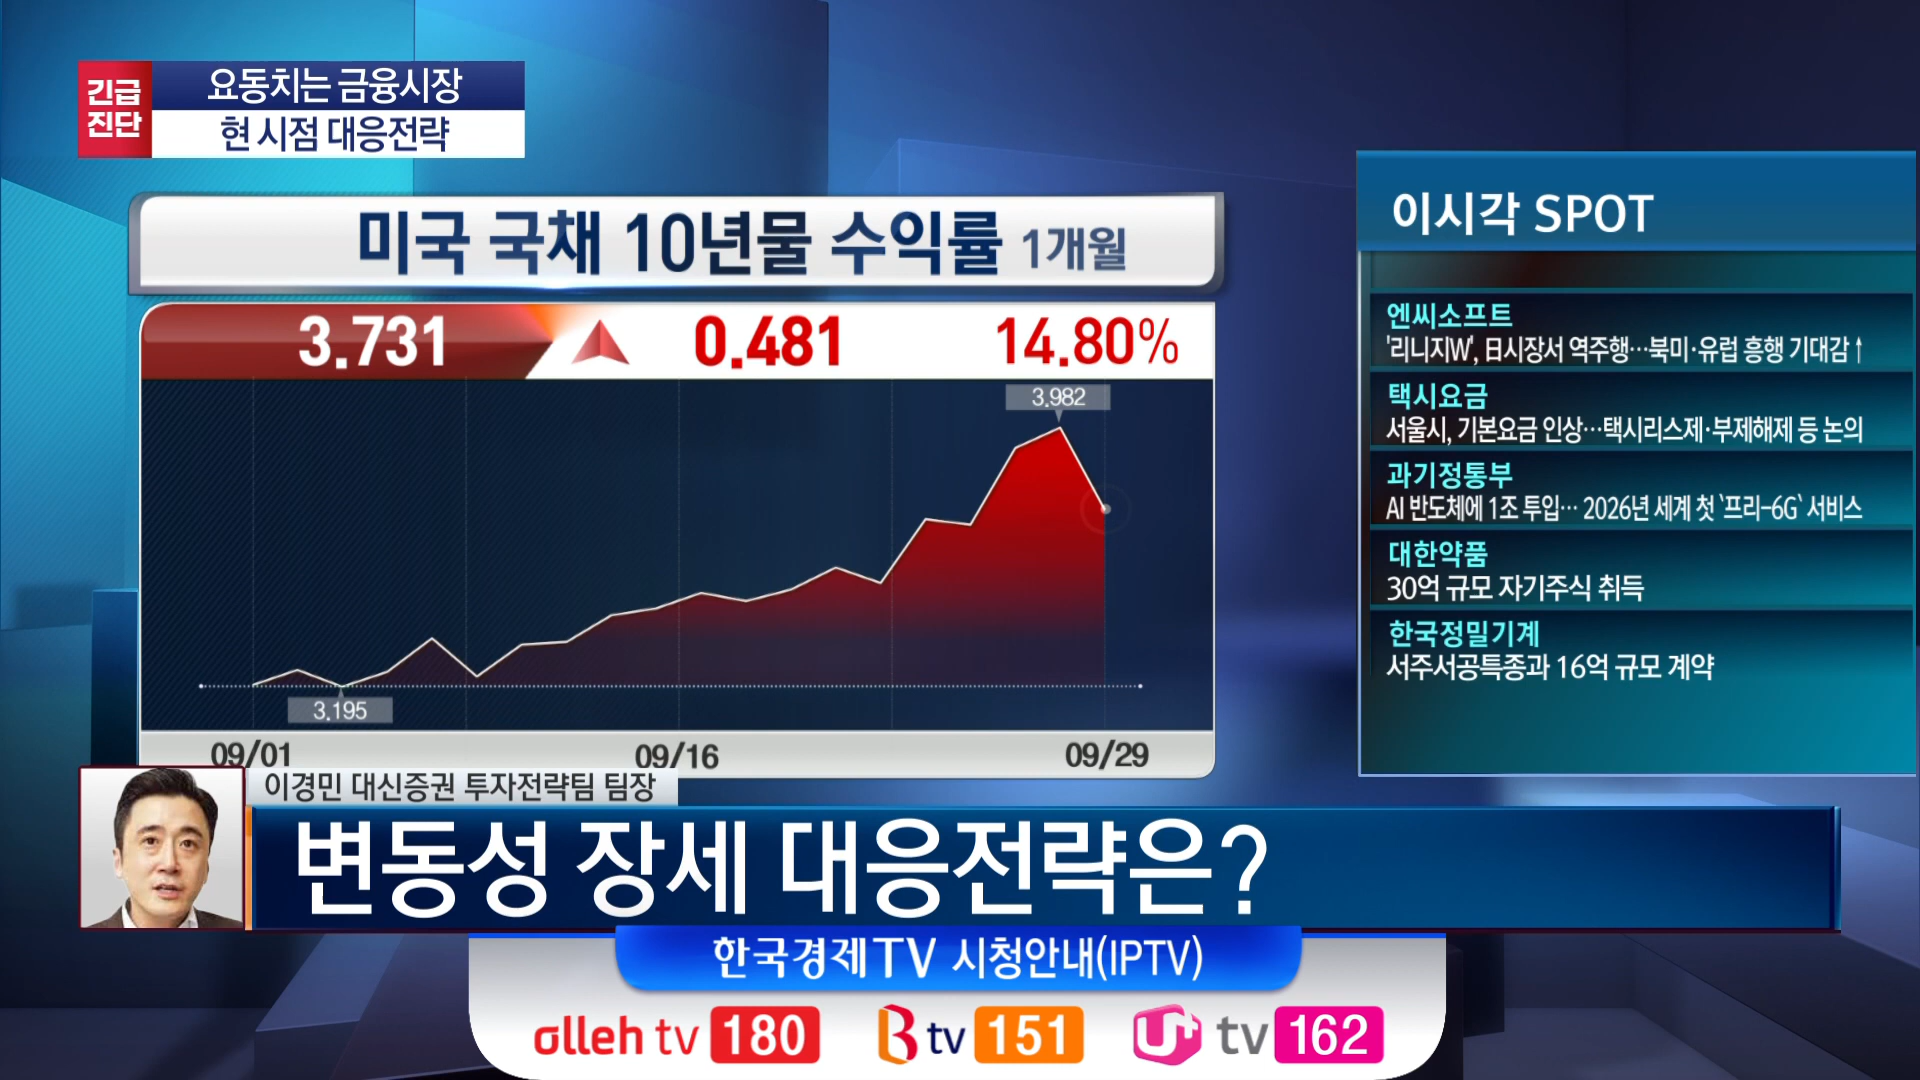 긴급
진단
요동치는 금융시장
현 시점 대응전략
미국 국채 10년물 수익률 1개월
3.731 0.481 14.80%
3.982
3.195
09/01 09/16 09/29
이시각 SPOT
엔씨소프트
'리니지W', 日시장서 역주행…북미·유럽 흥행 기대감↑
택시요금
서울시, 기본요금 인상…택시리스제·부제해제 등 논의
과기정통부
AI 반도체에 1조 투입… 2026년 세계 첫 `프리-6G` 서비스
대한약품
30억 규모 자기주식 취득
한국정밀기계
서주서공특종과 16억 규모 계약
이경민 대신증권 투자전략팀 팀장
변동성 장세 대응전략은?
한국경제TV 시청안내(IPTV)
olleh tv 180 B tv 151 U+ tv 162